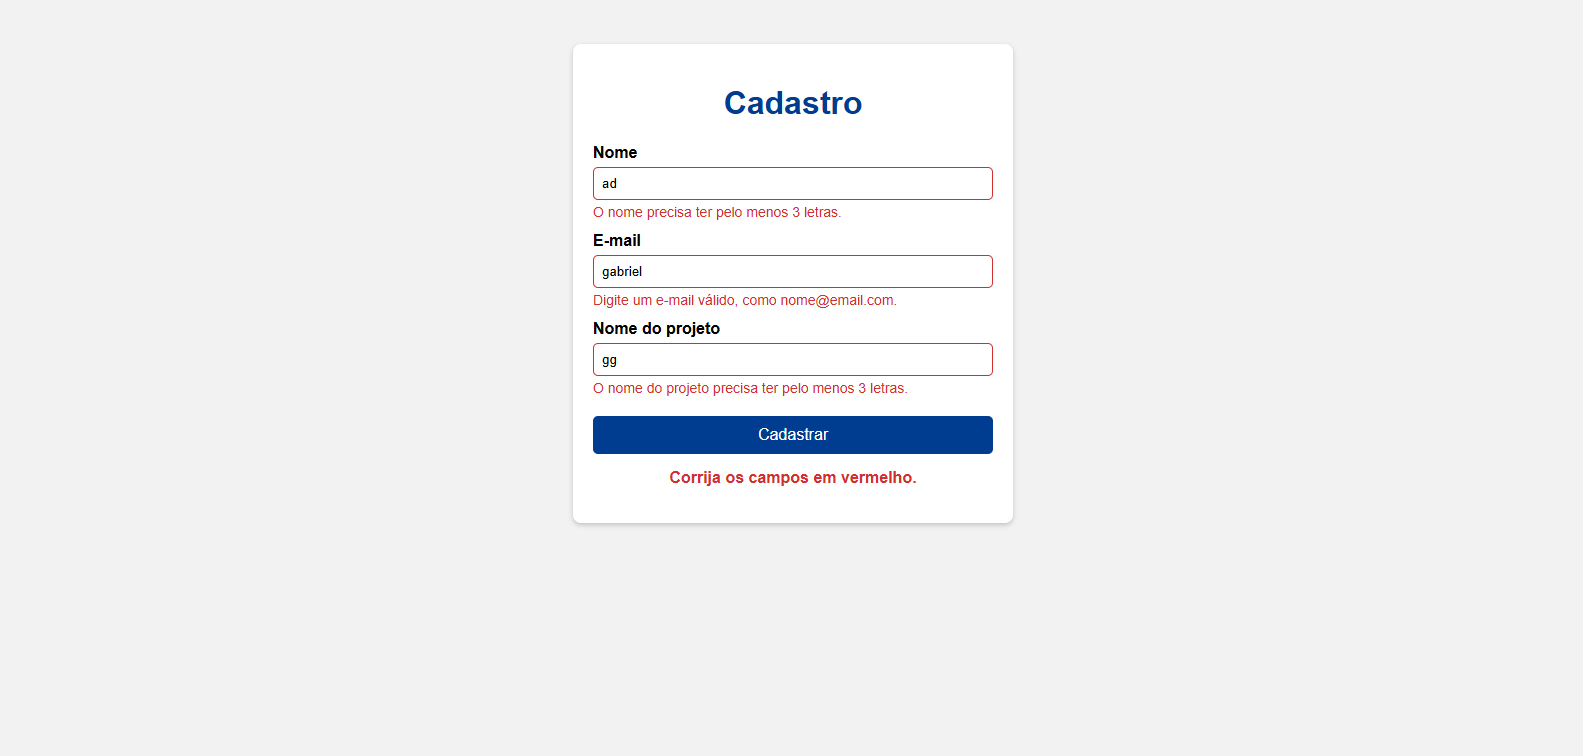 Cadastro
Nome
ad
O nome precisa ter pelo menos 3 letras.
E-mail
gabriel
Digite um e-mail válido, como nome@email.com.
Nome do projeto
gg
O nome do projeto precisa ter pelo menos 3 letras.
Cadastrar
Corrija os campos em vermelho.